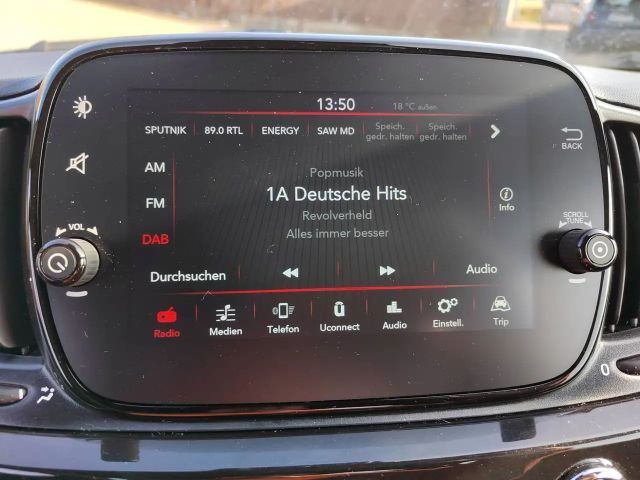 13:50 18 °C außen
SPUTNIK 89.0 RTL ENERGY SAW MD Speich. gedr. halten Speich. gedr. halten
BACK
AM
Popmusik
1A Deutsche Hits
FM
Revolverheld
Info
DAB
Alles immer besser
VOL
SCROLL
TUNE
Durchsuchen Audio
Radio Medien Telefon Uconnect Audio Einstell. Trip
0